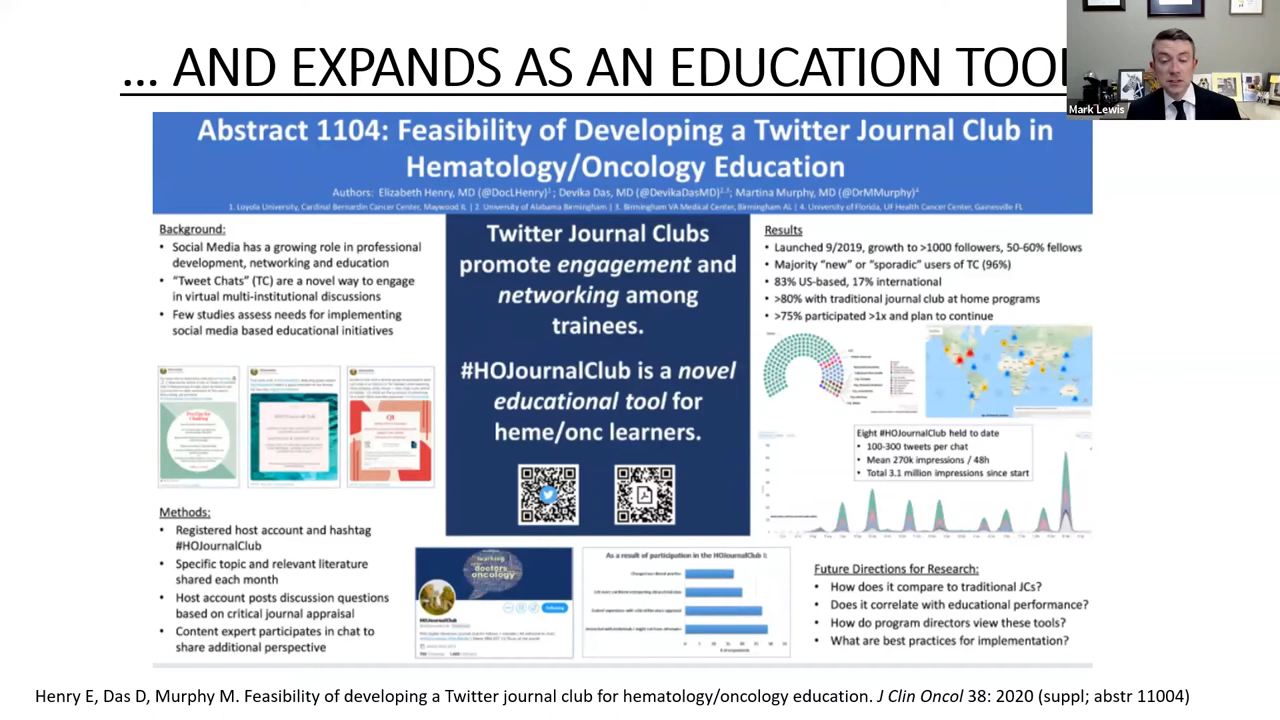 ... AND EXPANDS AS AN EDUCATION TOOL
Mark Lewis
Abstract 1104: Feasibility of Developing a Twitter Journal Club in
Hematology/Oncology Education
Authors: Elizabeth Henry, MD (@DocLHenry)1; Devika Das, MD (@DevikaDasMD)2,3; Martina Murphy, MD (@DrMMurphy)4
1. Loyola University, Cardinal Bernardin Cancer Center, Maywood IL | 2. University of Alabama Birmingham | 3. Birmingham VA Medical Center, Birmingham AL | 4. University of Florida, UF Health Cancer Center, Gainesville FL
Background:
• Social Media has a growing role in professional
development, networking and education
• “Tweet Chats” (TC) are a novel way to engage
in virtual multi-institutional discussions
• Few studies assess needs for implementing
social media based educational initiatives
Methods:
• Registered host account and hashtag
#HOJournalClub
• Specific topic and relevant literature
shared each month
• Host account posts discussion questions
based on critical journal appraisal
• Content expert participates in chat to
share additional perspective
Twitter Journal Clubs
promote engagement and
networking among
trainees.
#HOJournalClub is a novel
educational tool for
heme/onc learners.
learning
doctors
oncology
Following
HOJournalClub
As a result of participation in the HOJournalClub I:
Results
• Launched 9/2019, growth to >1000 followers, 50-60% fellows
• Majority “new” or “sporadic” users of TC (96%)
• 83% US-based, 17% international
• >80% with traditional journal club at home programs
• >75% participated >1x and plan to continue
Eight #HOJournalClub held to date
• 100-300 tweets per chat
• Mean 270k impressions / 48h
• Total 3.1 million impressions since start
Future Directions for Research:
• How does it compare to traditional JCs?
• Does it correlate with educational performance?
• How do program directors view these tools?
• What are best practices for implementation?
Henry E, Das D, Murphy M. Feasibility of developing a Twitter journal club for hematology/oncology education. J Clin Oncol 38: 2020 (suppl; abstr 11004)